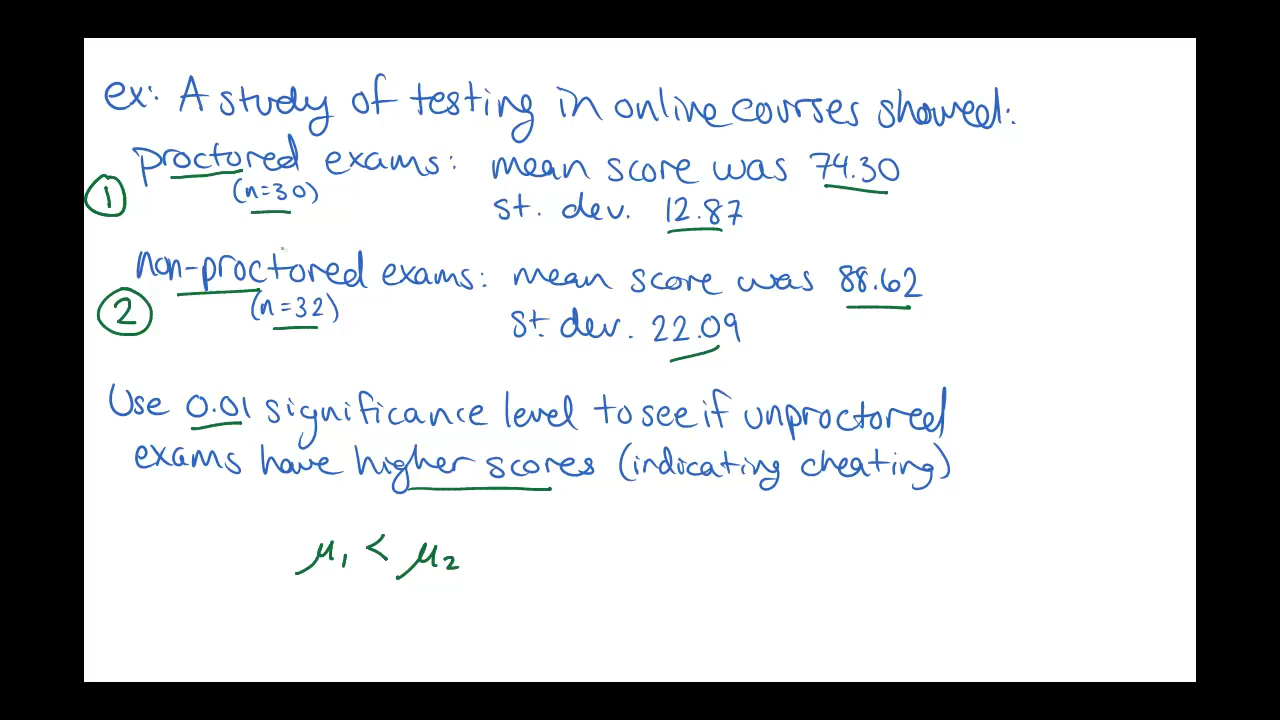 ex: A study of testing in online courses showed:
proctored exams: mean score was 74.30
① (n=30) st. dev. 12.87
non-proctored exams: mean score was 88.62
② (n=32) st. dev. 22.09
Use 0.01 significance level to see if unproctored
exams have higher scores (indicating cheating)
μ₁ < μ₂